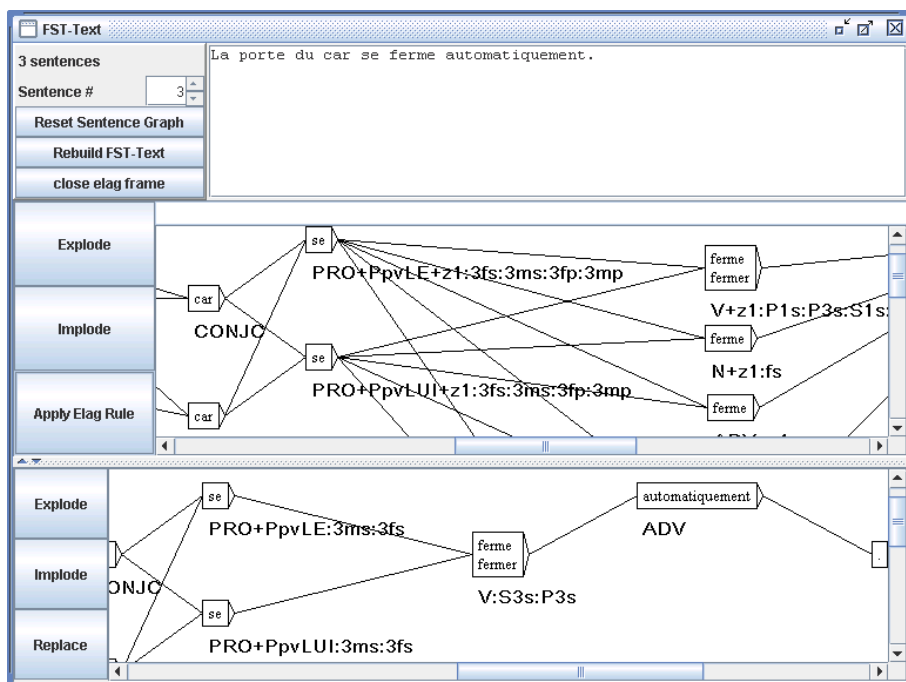 FST-Text
3 sentences
Sentence # 3
Reset Sentence Graph
Rebuild FST-Text
close elag frame
La porte du car se ferme automatiquement.
Explode
Implode
Apply Elag Rule
se
PRO+PpvLE+z1:3fs:3ms:3fp:3mp
car
CONJC
se
PRO+PpvLUI+z1:3fs:3ms:3fp:3mp
car
ferme
fermer
V+z1:P1s:P3s:S1s:
ferme
N+z1:fs
ferme
Explode
Implode
Replace
se
PRO+PpvLE:3ms:3fs
ONJC
se
PRO+PpvLUI:3ms:3fs
ferme
fermer
V:S3s:P3s
automatiquement
ADV
.